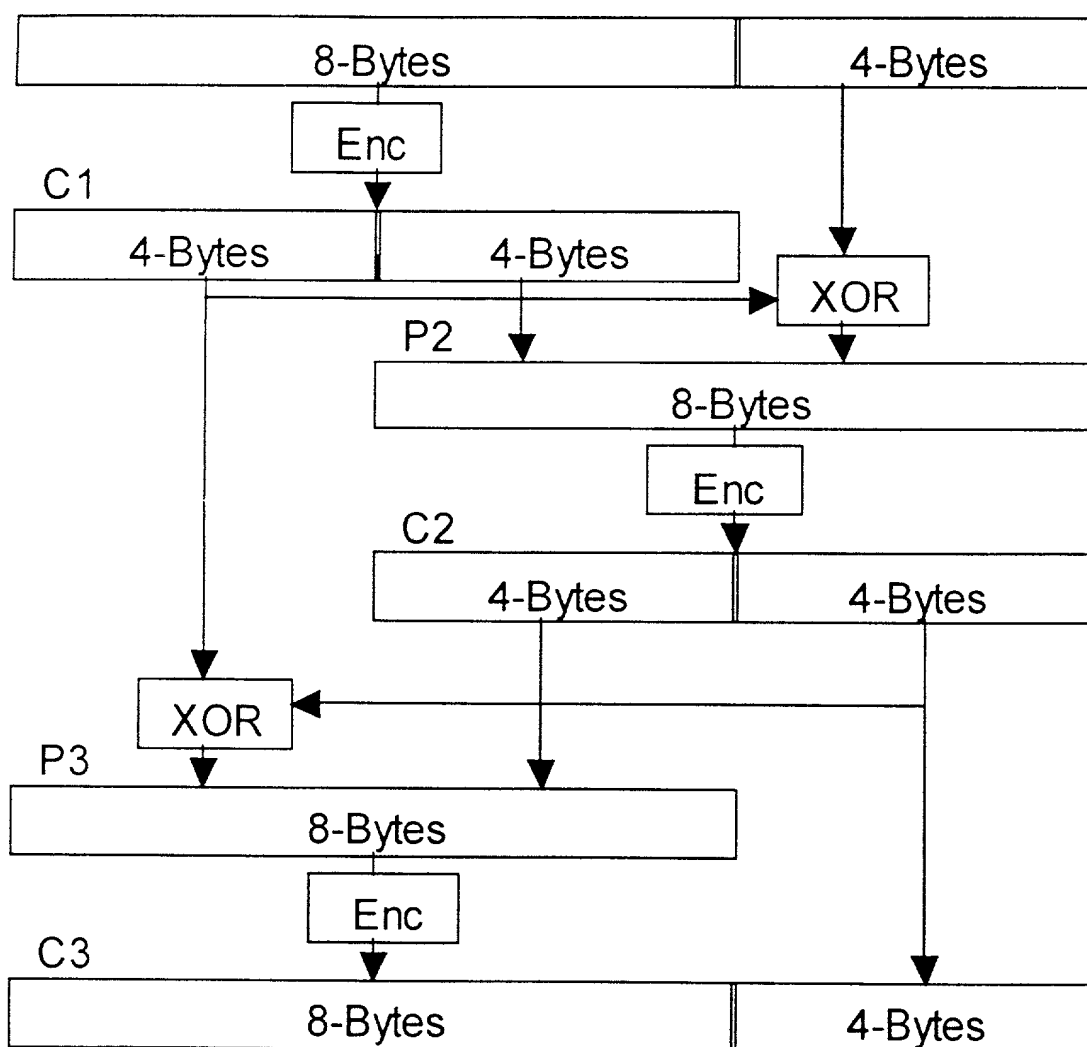 8-Bytes 4-Bytes
Enc
C1
4-Bytes 4-Bytes
XOR
P2
8-Bytes
Enc
C2
4-Bytes 4-Bytes
XOR
P3
8-Bytes
Enc
C3
8-Bytes 4-Bytes